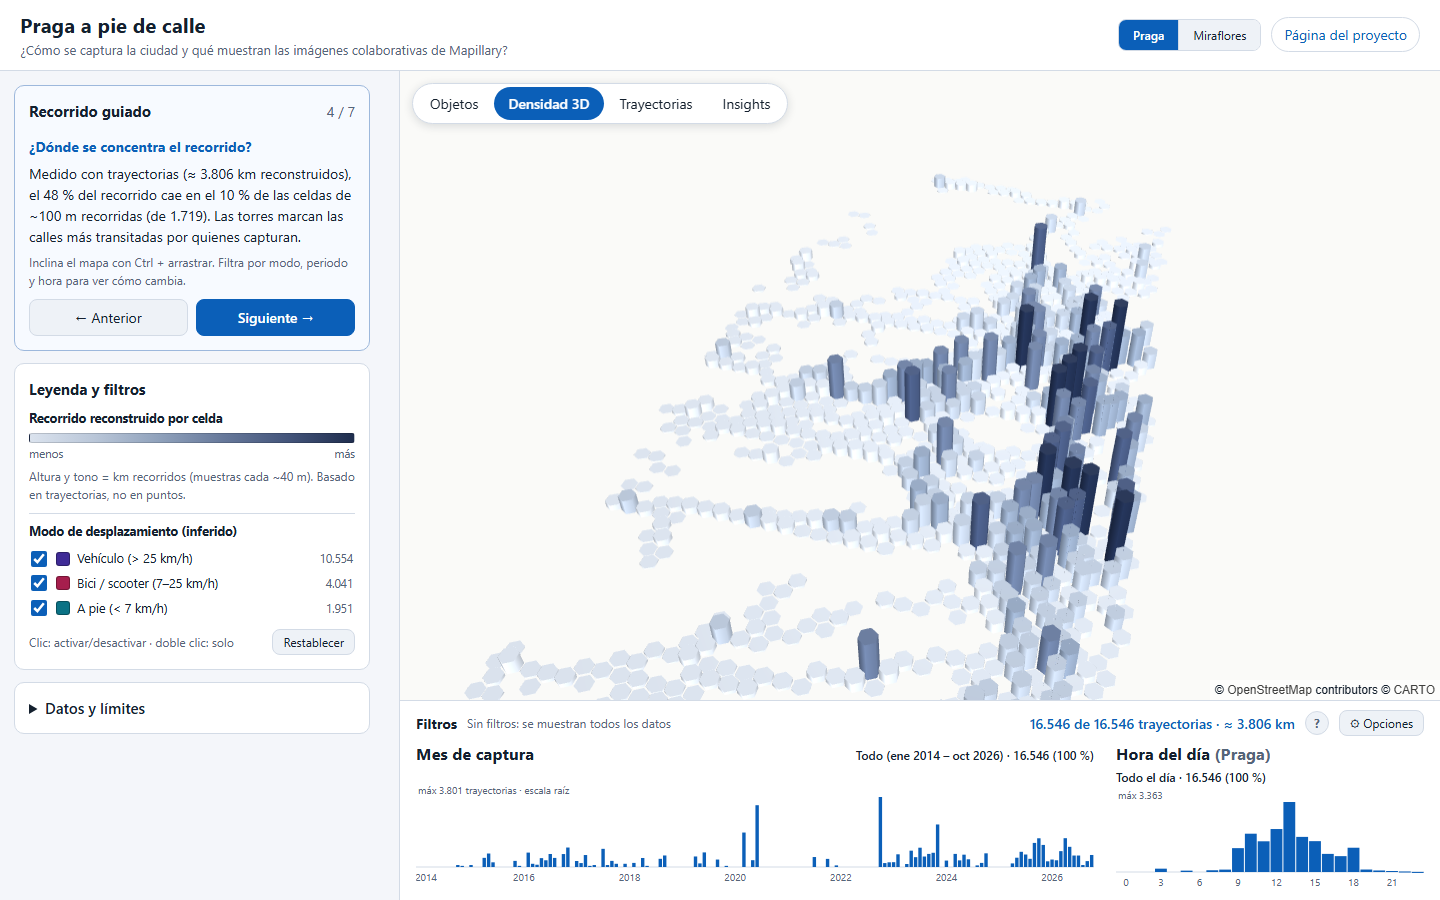 Praga a pie de calle
¿Cómo se captura la ciudad y qué muestran las imágenes colaborativas de Mapillary?
Praga
Miraflores
Página del proyecto
Recorrido guiado
4 / 7
¿Dónde se concentra el recorrido?
Medido con trayectorias (≈ 3.806 km reconstruidos),
el 48 % del recorrido cae en el 10 % de las celdas de
~100 m recorridas (de 1.719). Las torres marcan las
calles más transitadas por quienes capturan.
Inclina el mapa con Ctrl + arrastrar. Filtra por modo, periodo
y hora para ver cómo cambia.
← Anterior
Siguiente →
Leyenda y filtros
Recorrido reconstruido por celda
menos
más
Altura y tono = km recorridos (muestras cada ~40 m). Basado
en trayectorias, no en puntos.
Modo de desplazamiento (inferido)
Vehículo (> 25 km/h)
10.554
Bici / scooter (7–25 km/h)
4.041
A pie (< 7 km/h)
1.951
Clic: activar/desactivar · doble clic: solo
Restablecer
▶ Datos y límites
Objetos
Densidad 3D
Trayectorias
Insights
© OpenStreetMap contributors © CARTO
Filtros
Sin filtros: se muestran todos los datos
16.546 de 16.546 trayectorias · ≈ 3.806 km
?
⚙ Opciones
Mes de captura
Todo (ene 2014 – oct 2026) · 16.546 (100 %)
máx 3.801 trayectorias · escala raíz
2014
2016
2018
2020
2022
2024
2026
Hora del día (Praga)
Todo el día · 16.546 (100 %)
máx 3.363
0
3
6
9
12
15
18
21